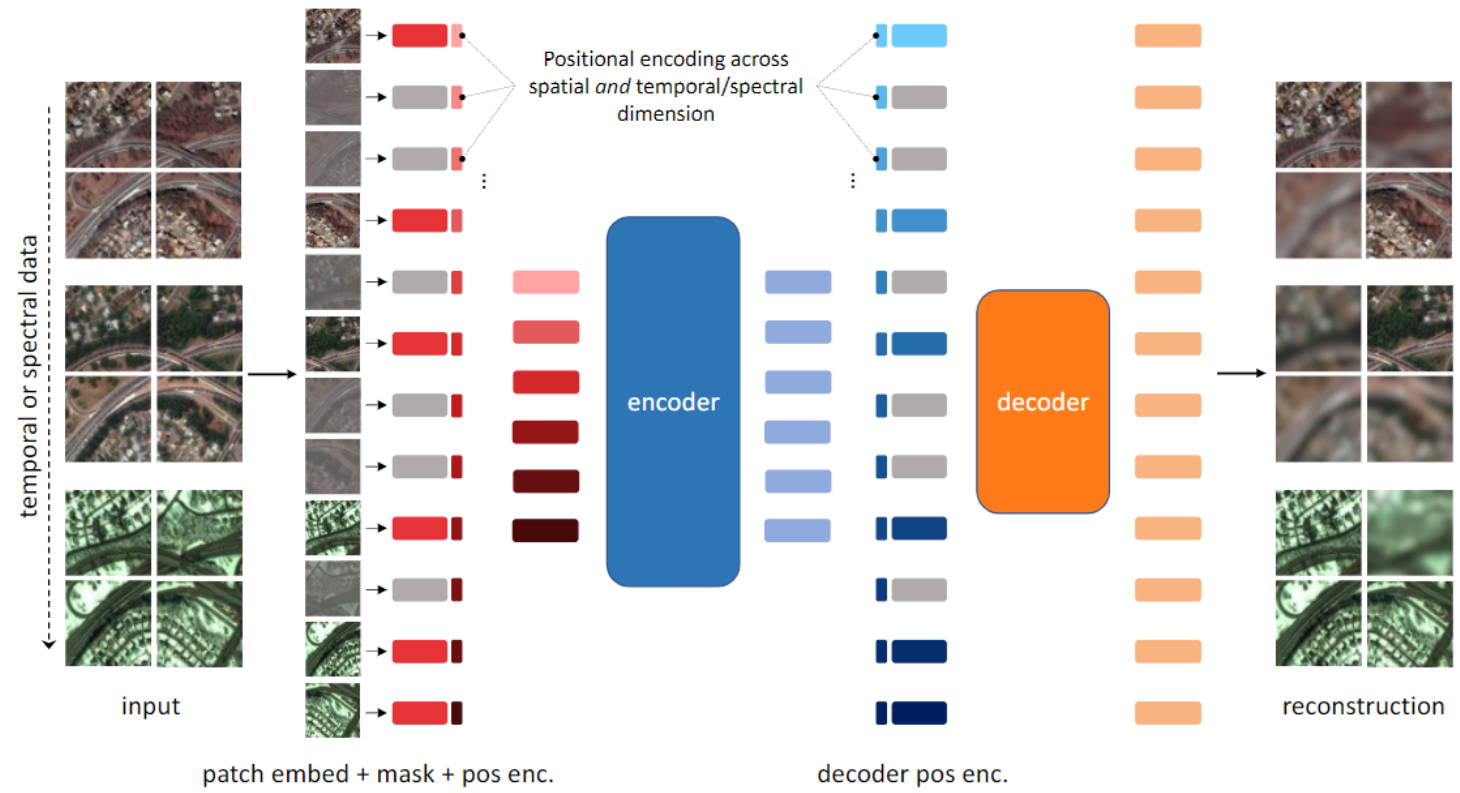 Positional encoding across
spatial and temporal/spectral
dimension
...
...
temporal or spectral data
encoder
decoder
input
reconstruction
patch embed + mask + pos enc.
decoder pos enc.